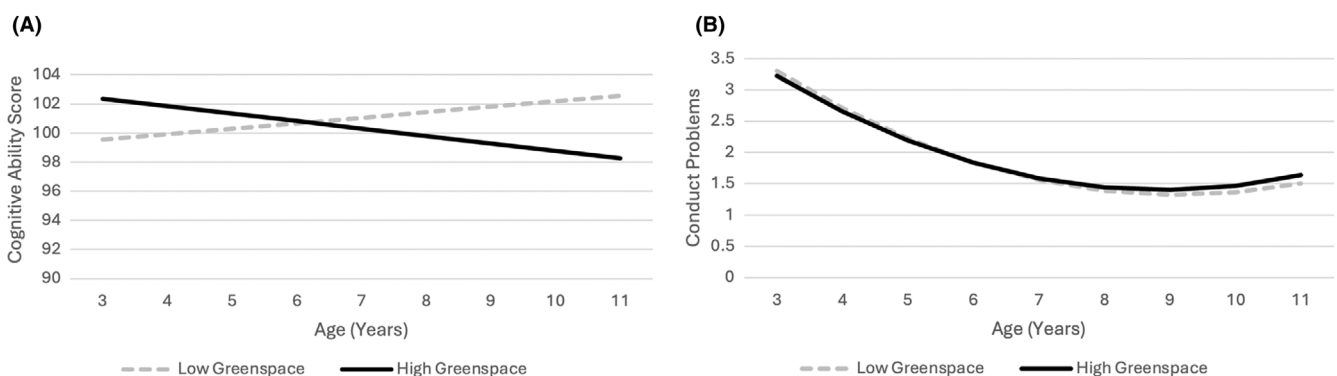 (A)
Cognitive Ability Score
104
102
100
98
96
94
92
90
3 4 5 6 7 8 9 10 11
Age (Years)
Low Greenspace High Greenspace
(B)
Conduct Problems
3.5
3
2.5
2
1.5
1
0.5
0
3 4 5 6 7 8 9 10 11
Age (Years)
Low Greenspace High Greenspace